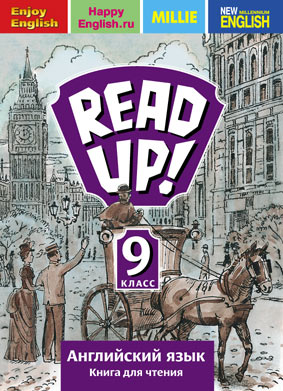 Enjoy English
Happy English.ru
MILLIE
NEW MILLENNIUM ENGLISH
READ
UP!
9
КЛАСС
Английский язык
Книга для чтения